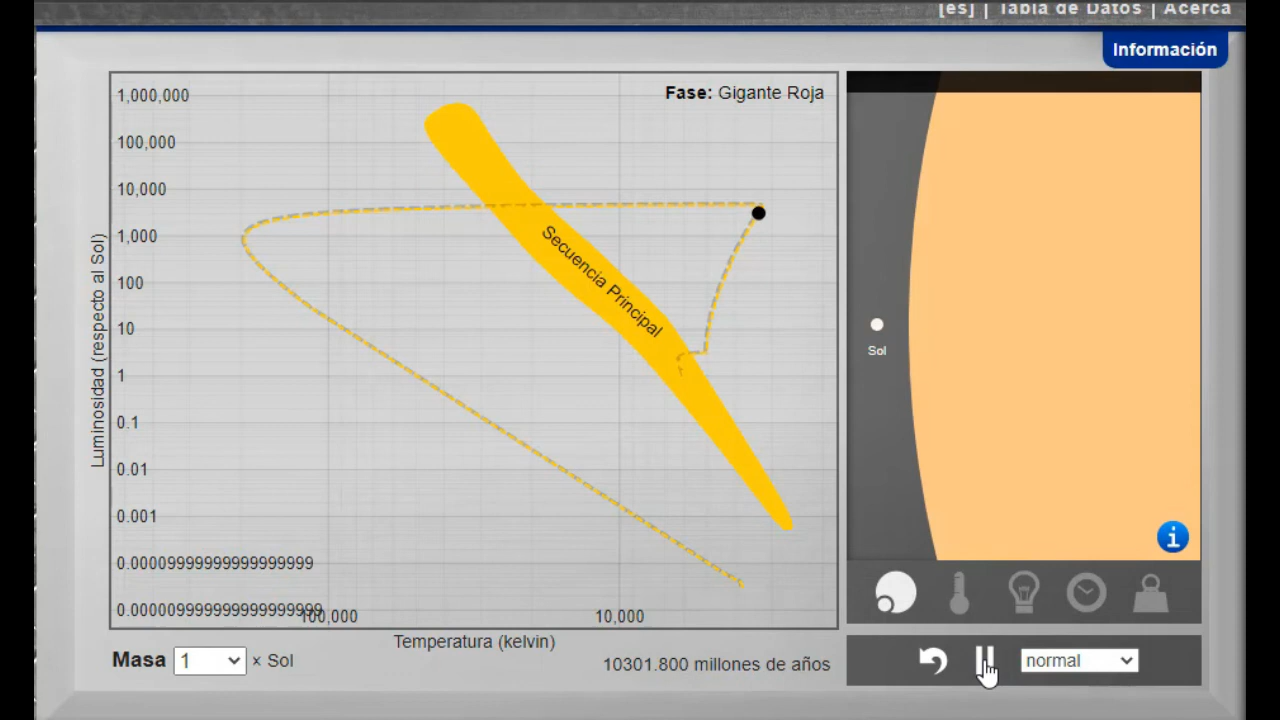 [es] | Tabla de Datos | Acerca
Información
1,000,000
Fase: Gigante Roja
100,000
10,000
1,000
100
10
1
0.1
0.01
0.001
0.00009999999999999999
0.000009999999999999999
Luminosidad (respecto al Sol)
Secuencia Principal
Sol
100,000
10,000
Temperatura (kelvin)
Masa 1 × Sol
10301.800 millones de años
normal